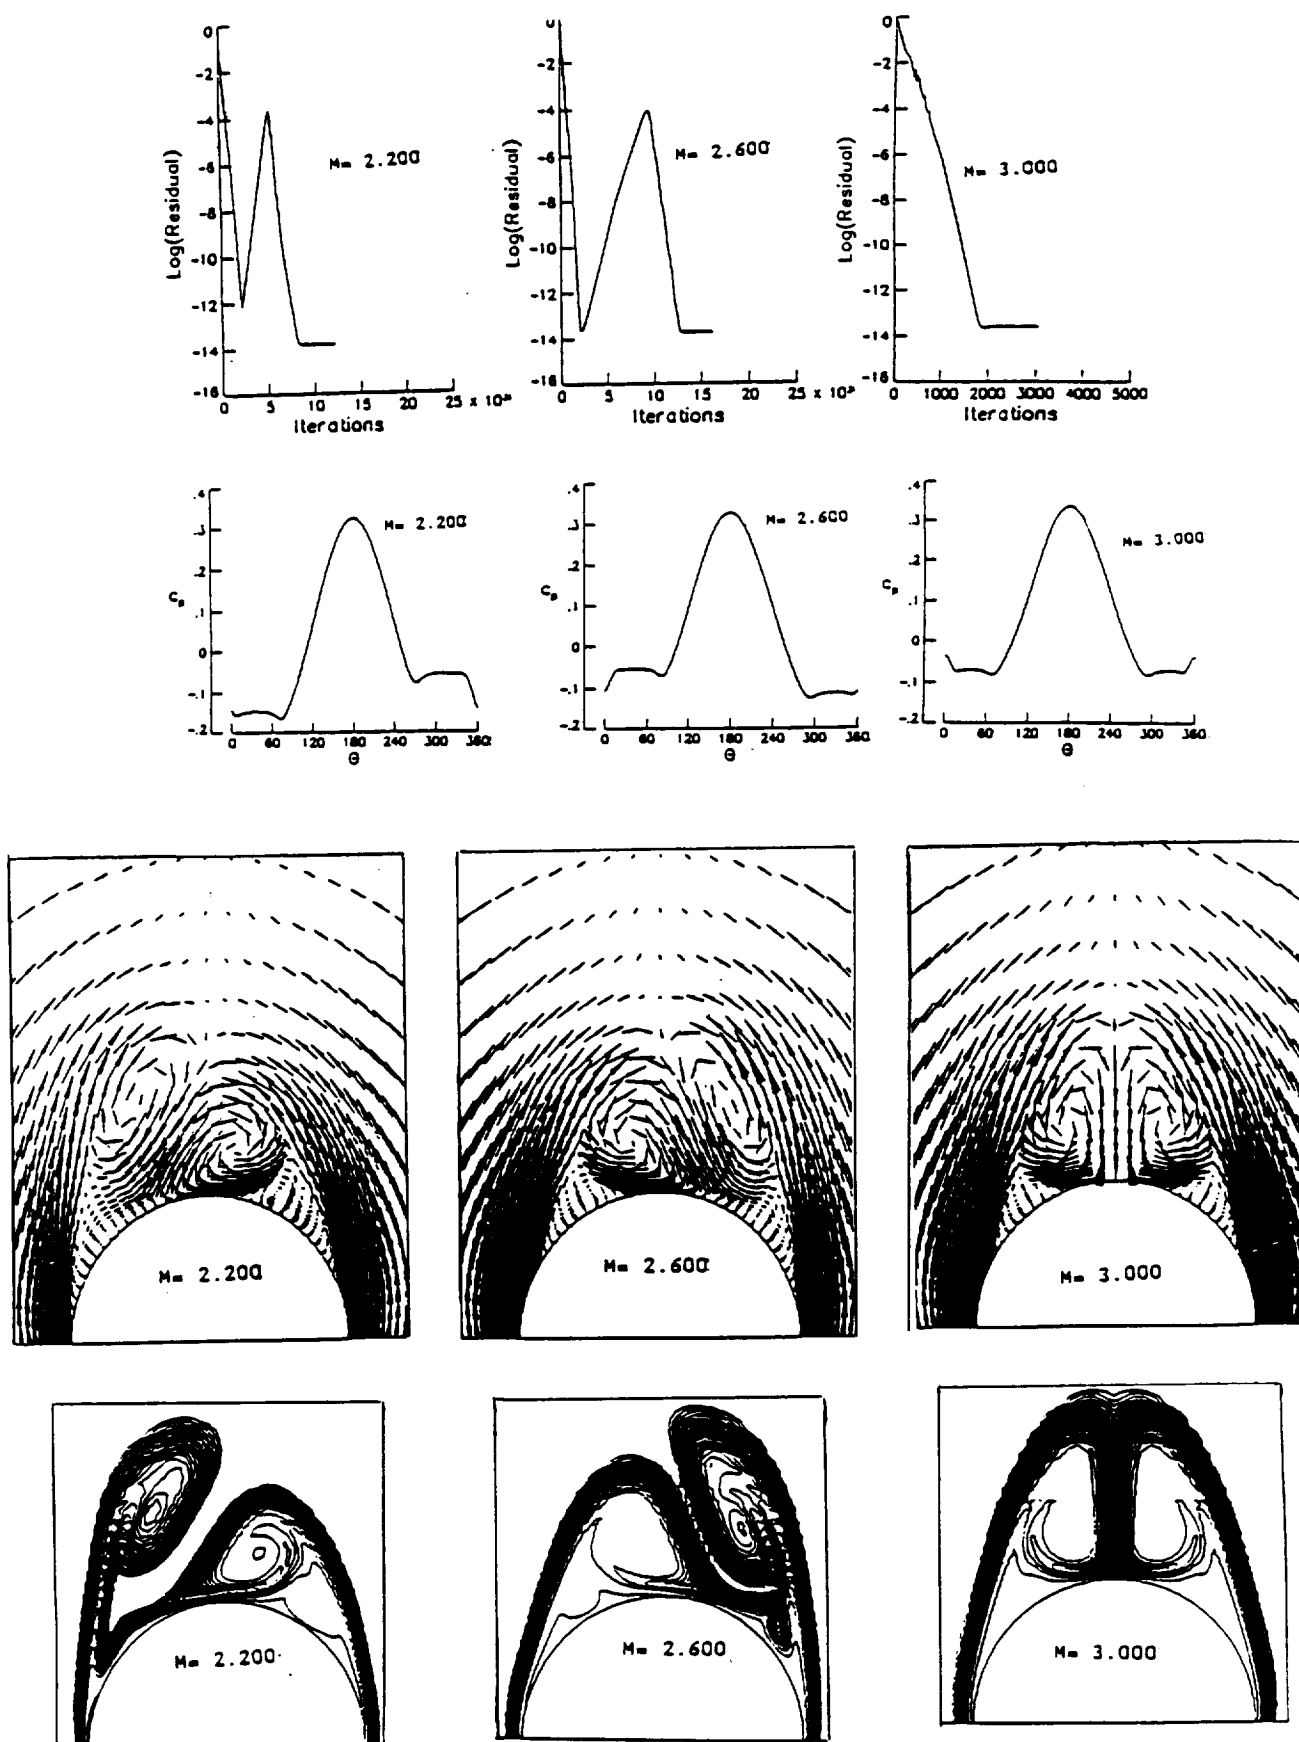 0
-2
-4
-6
-8
-10
-12
-14
-16
Log(Residual)
M= 2.200
0 5 10 15 20 25 x 10
Iterations
-2
-4
-6
-8
-10
-12
-14
-16
Log(Residual)
M= 2.600
0 5 10 15 20 25 x 10
Iterations
0
-2
-4
-6
-8
-10
-12
-14
-16
Log(Residual)
M= 3.000
0 1000 2000 3000 4000 5000
Iterations
.4
.3
.2
.1
0
-.1
-.2
Cp
M= 2.200
0 60 120 180 240 300 360
Θ
.4
.3
.2
.1
0
-.1
-.2
Cp
M= 2.600
0 60 120 180 240 300 360
Θ
.4
.3
.2
.1
0
-.1
-.2
Cp
M= 3.000
0 60 120 180 240 300 360
Θ
M= 2.200
M= 2.600
M= 3.000
M= 2.200
M= 2.600
M= 3.000